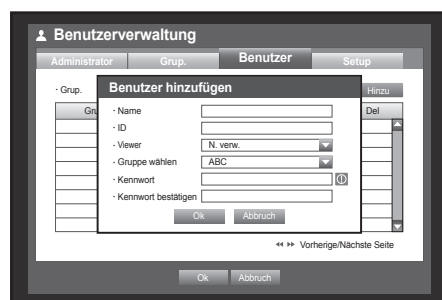 Benutzerverwaltung
Administrator Grup. Benutzer Setup
· Grup. Hinzu
Gru Del
Benutzer hinzufügen
· Name
· ID
· Viewer N. verw.
· Gruppe wählen ABC
· Kennwort
· Kennwort bestätigen
Ok Abbruch
Vorherige/Nächste Seite
Ok Abbruch